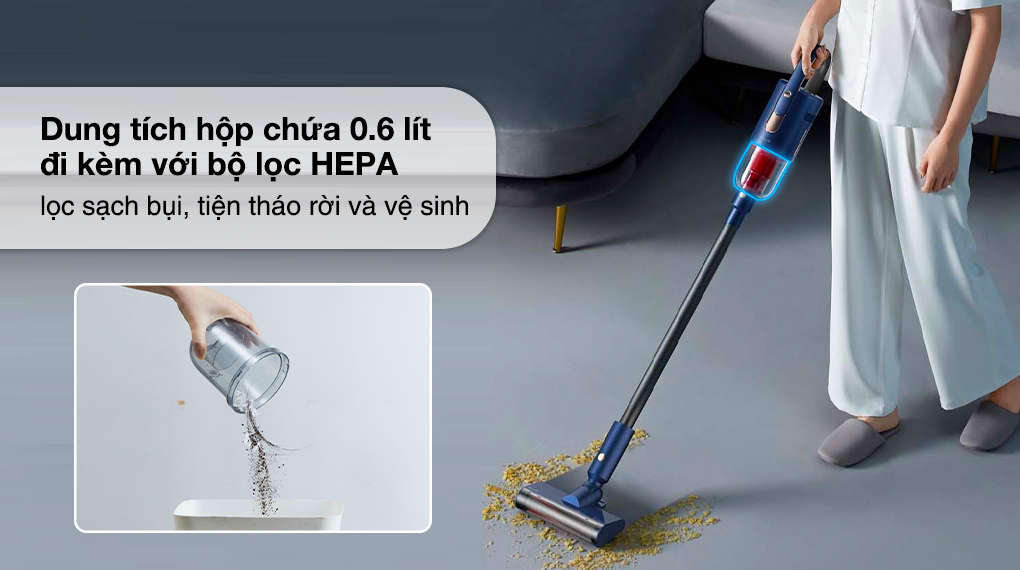 Dung tích hộp chứa 0.6 lít
đi kèm với bộ lọc HEPA
lọc sạch bụi, tiện tháo rời và vệ sinh